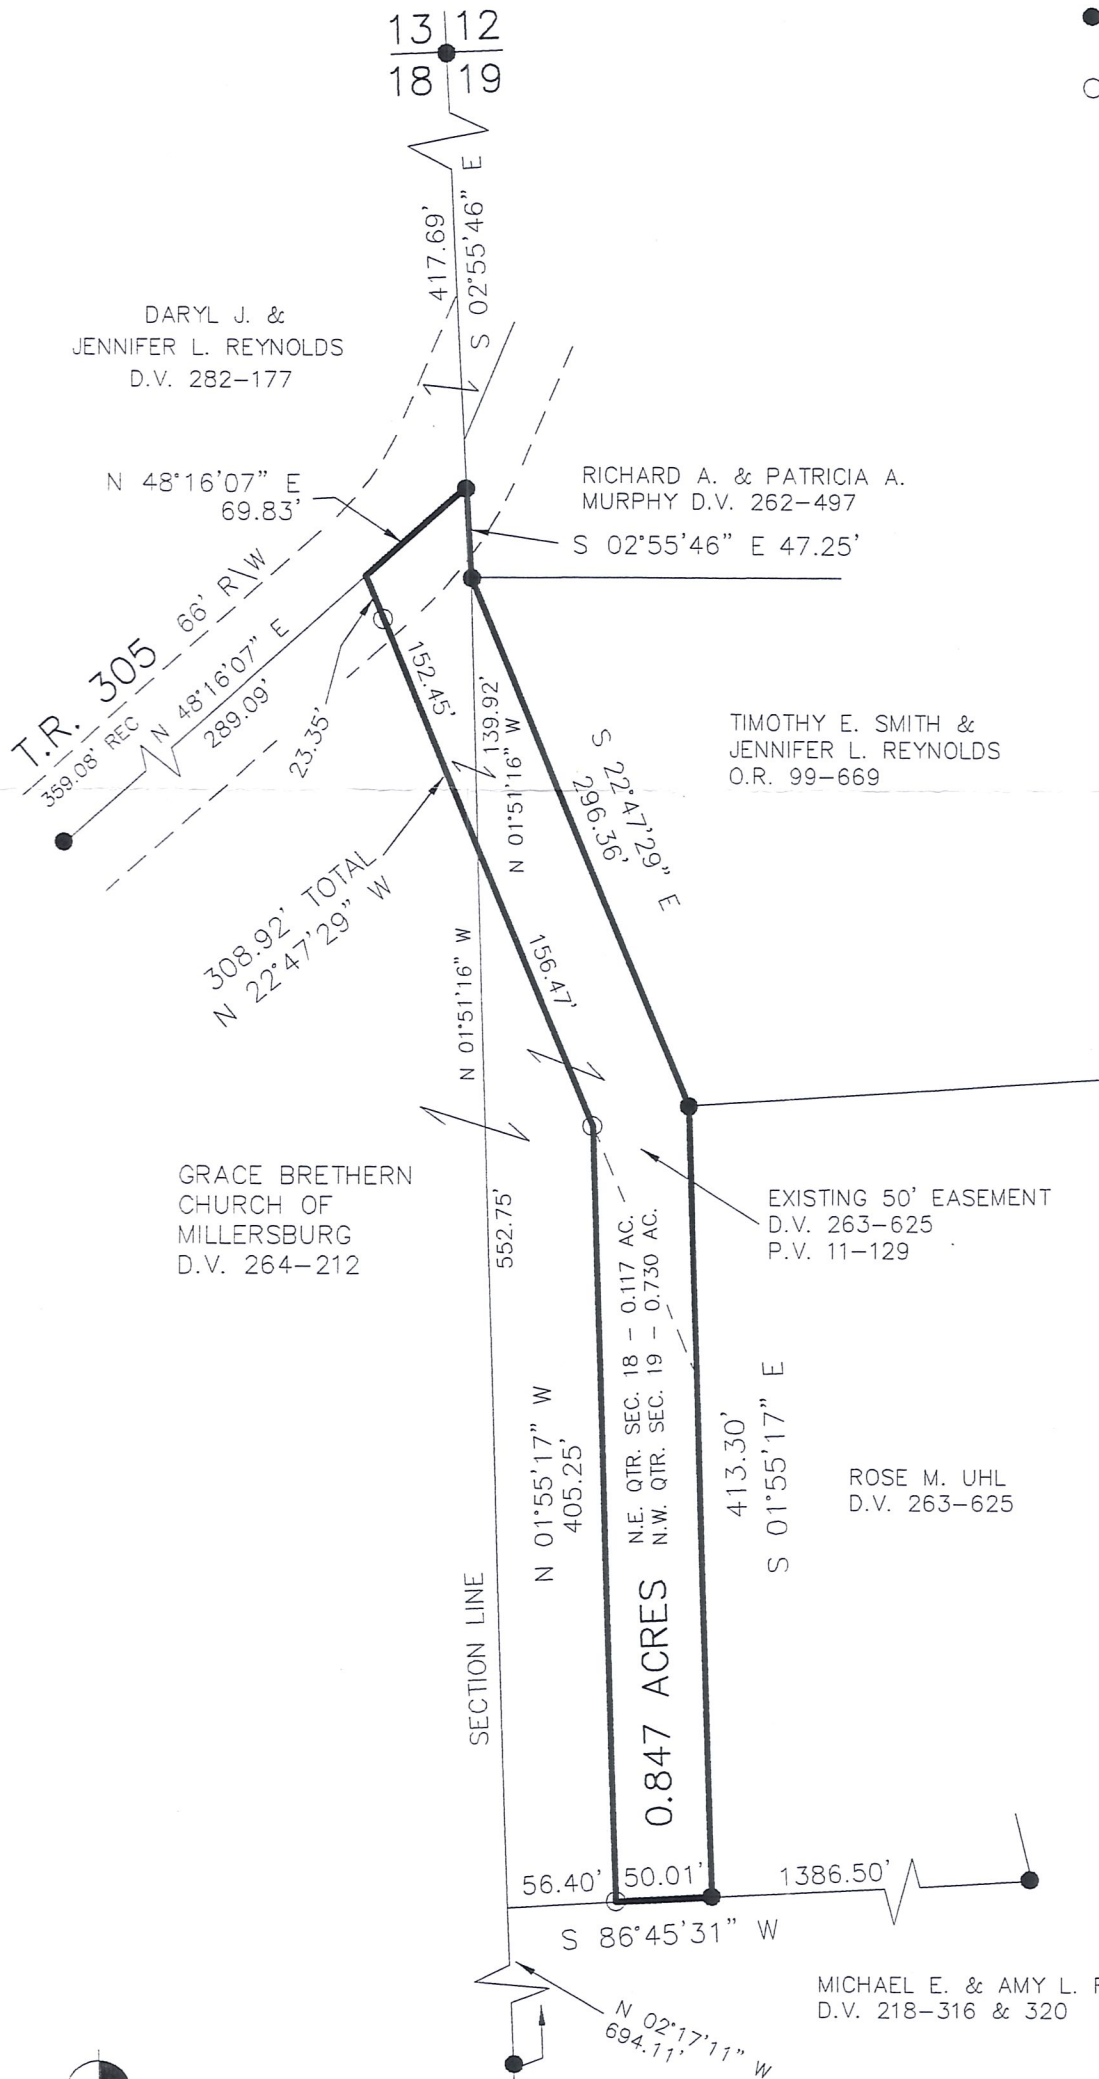 13 12
18 19
417.69'
S 02°55'46" E
DARYL J. &
JENNIFER L. REYNOLDS
D.V. 282-177
N 48°16'07" E
69.83'
RICHARD A. & PATRICIA A.
MURPHY D.V. 262-497
S 02°55'46" E 47.25'
T.R. 305
66' R\W
359.08' REC
N 48°16'07" E
289.09'
23.35'
152.45'
139.92'
N 01°51'16" W
S 22°47'29" E
296.36'
TIMOTHY E. SMITH &
JENNIFER L. REYNOLDS
O.R. 99-669
308.92' TOTAL
N 22°47'29" W
156.47'
N 01°51'16" W
552.75'
GRACE BRETHERN
CHURCH OF
MILLERSBURG
D.V. 264-212
EXISTING 50' EASEMENT
D.V. 263-625
P.V. 11-129
N 01°55'17" W
405.25'
0.847 ACRES
N.E. QTR. SEC. 18 - 0.117 AC.
N.W. QTR. SEC. 19 - 0.730 AC.
413.30'
S 01°55'17" E
ROSE M. UHL
D.V. 263-625
SECTION LINE
56.40'
50.01'
1386.50'
S 86°45'31" W
N 02°17'11" W
694.11'
MICHAEL E. & AMY L.
D.V. 218-316 & 320